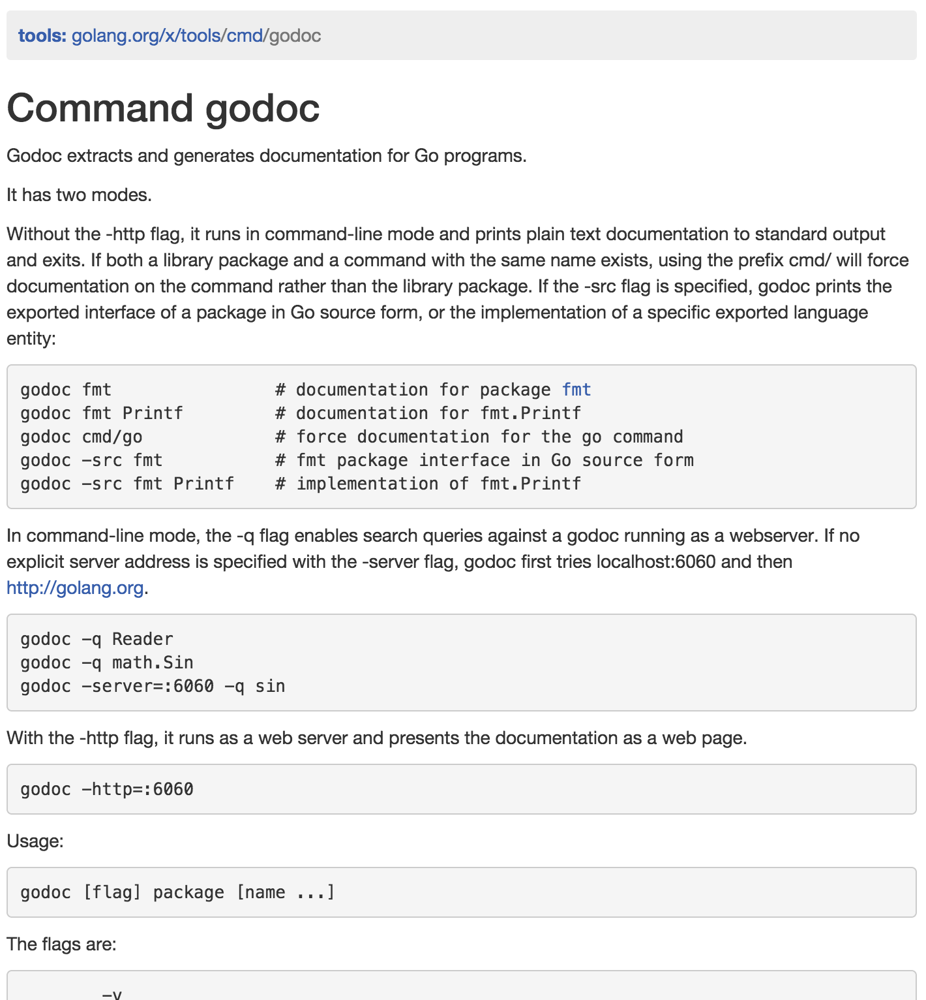 tools: golang.org/x/tools/cmd/godoc
Command godoc
Godoc extracts and generates documentation for Go programs.
It has two modes.
Without the -http flag, it runs in command-line mode and prints plain text documentation to standard output
and exits. If both a library package and a command with the same name exists, using the prefix cmd/ will force
documentation on the command rather than the library package. If the -src flag is specified, godoc prints the
exported interface of a package in Go source form, or the implementation of a specific exported language
entity:
godoc fmt                # documentation for package fmt
godoc fmt Printf         # documentation for fmt.Printf
godoc cmd/go             # force documentation for the go command
godoc -src fmt           # fmt package interface in Go source form
godoc -src fmt Printf    # implementation of fmt.Printf
In command-line mode, the -q flag enables search queries against a godoc running as a webserver. If no
explicit server address is specified with the -server flag, godoc first tries localhost:6060 and then
http://golang.org.
godoc -q Reader
godoc -q math.Sin
godoc -server=:6060 -q sin
With the -http flag, it runs as a web server and presents the documentation as a web page.
godoc -http=:6060
Usage:
godoc [flag] package [name ...]
The flags are:
-v